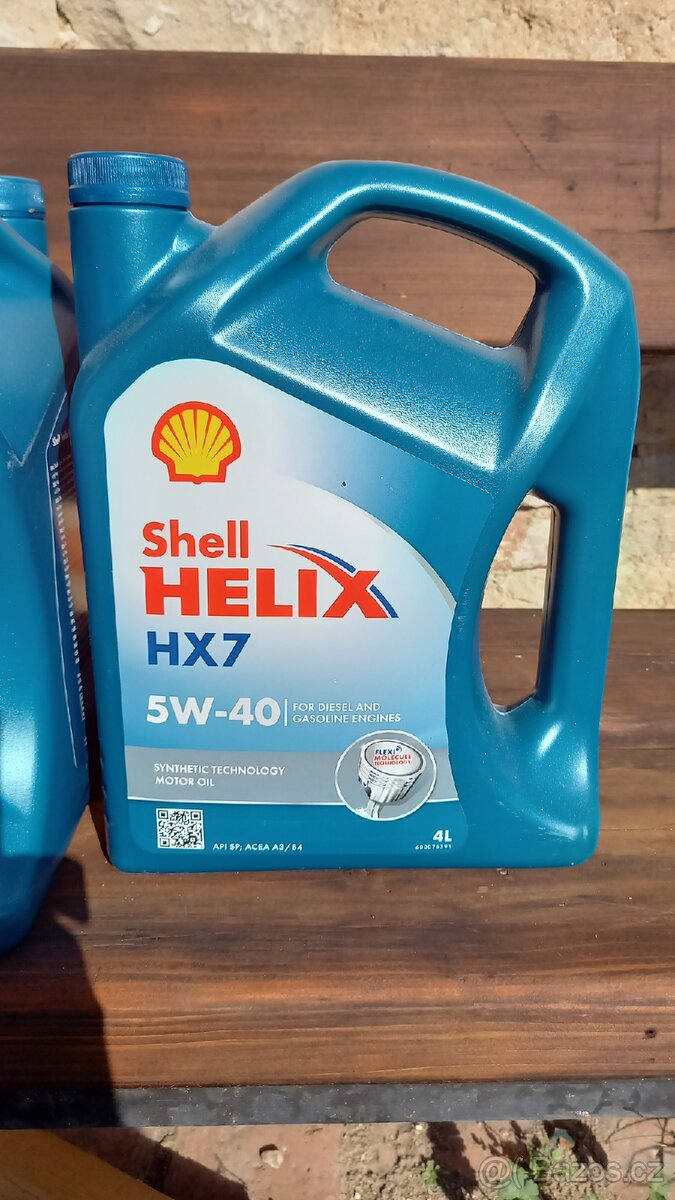 Shell
HELIX
HX7
5W-40
FOR DIESEL AND
GASOLINE ENGINES
SYNTHETIC TECHNOLOGY
MOTOR OIL
FLEXI
MOLECULE
TECHNOLOGY
API SP; ACEA A3/B4
4L
600076391
@Bazos.cz